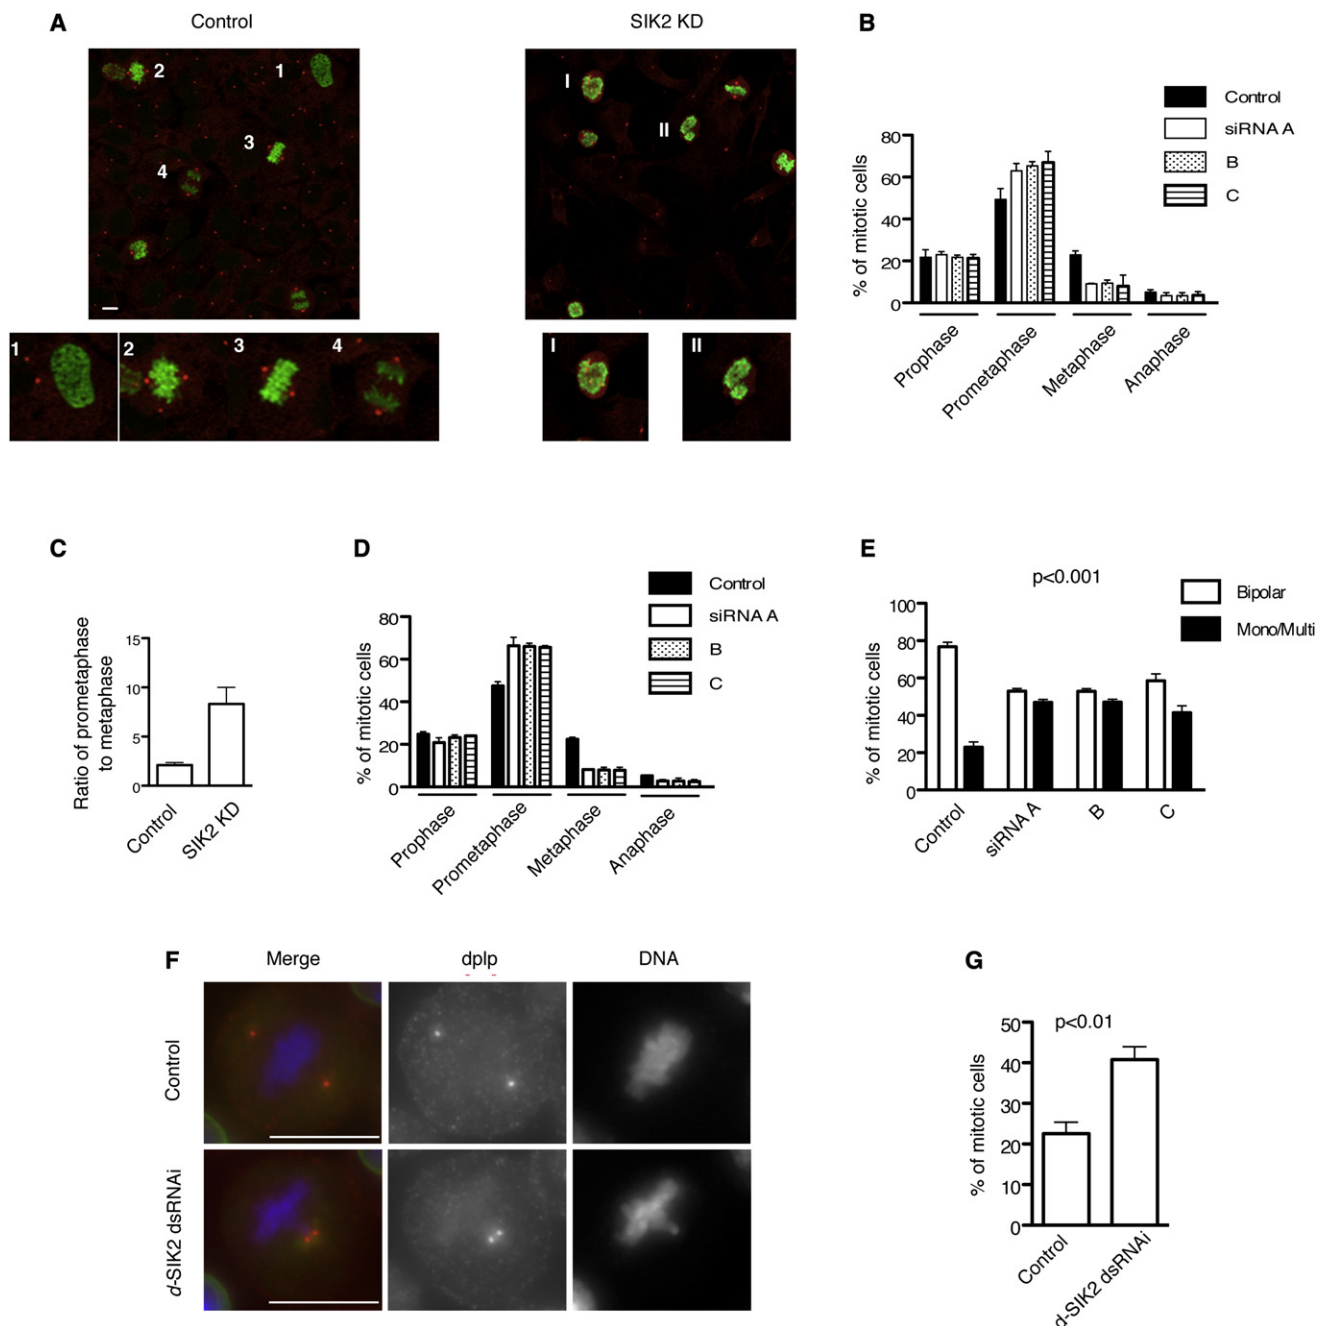 A
Control
SIK2 KD
1
2
3
4
I
II
1
2
3
4
I
II
B
Control
siRNA A
B
C
% of mitotic cells
80
60
40
20
0
Prophase
Prometaphase
Metaphase
Anaphase
C
Ratio of prometaphase
to metaphase
15
10
5
0
Control
SIK2 KD
D
Control
siRNA A
B
C
% of mitotic cells
80
60
40
20
0
Prophase
Prometaphase
Metaphase
Anaphase
E
p<0.001
Bipolar
Mono/Multi
% of mitotic cells
100
80
60
40
20
0
Control
siRNA A
B
C
F
Merge
dplp
DNA
Control
d-SIK2 dsRNAi
G
p<0.01
% of mitotic cells
50
40
30
20
10
0
Control
d-SIK2 dsRNAi